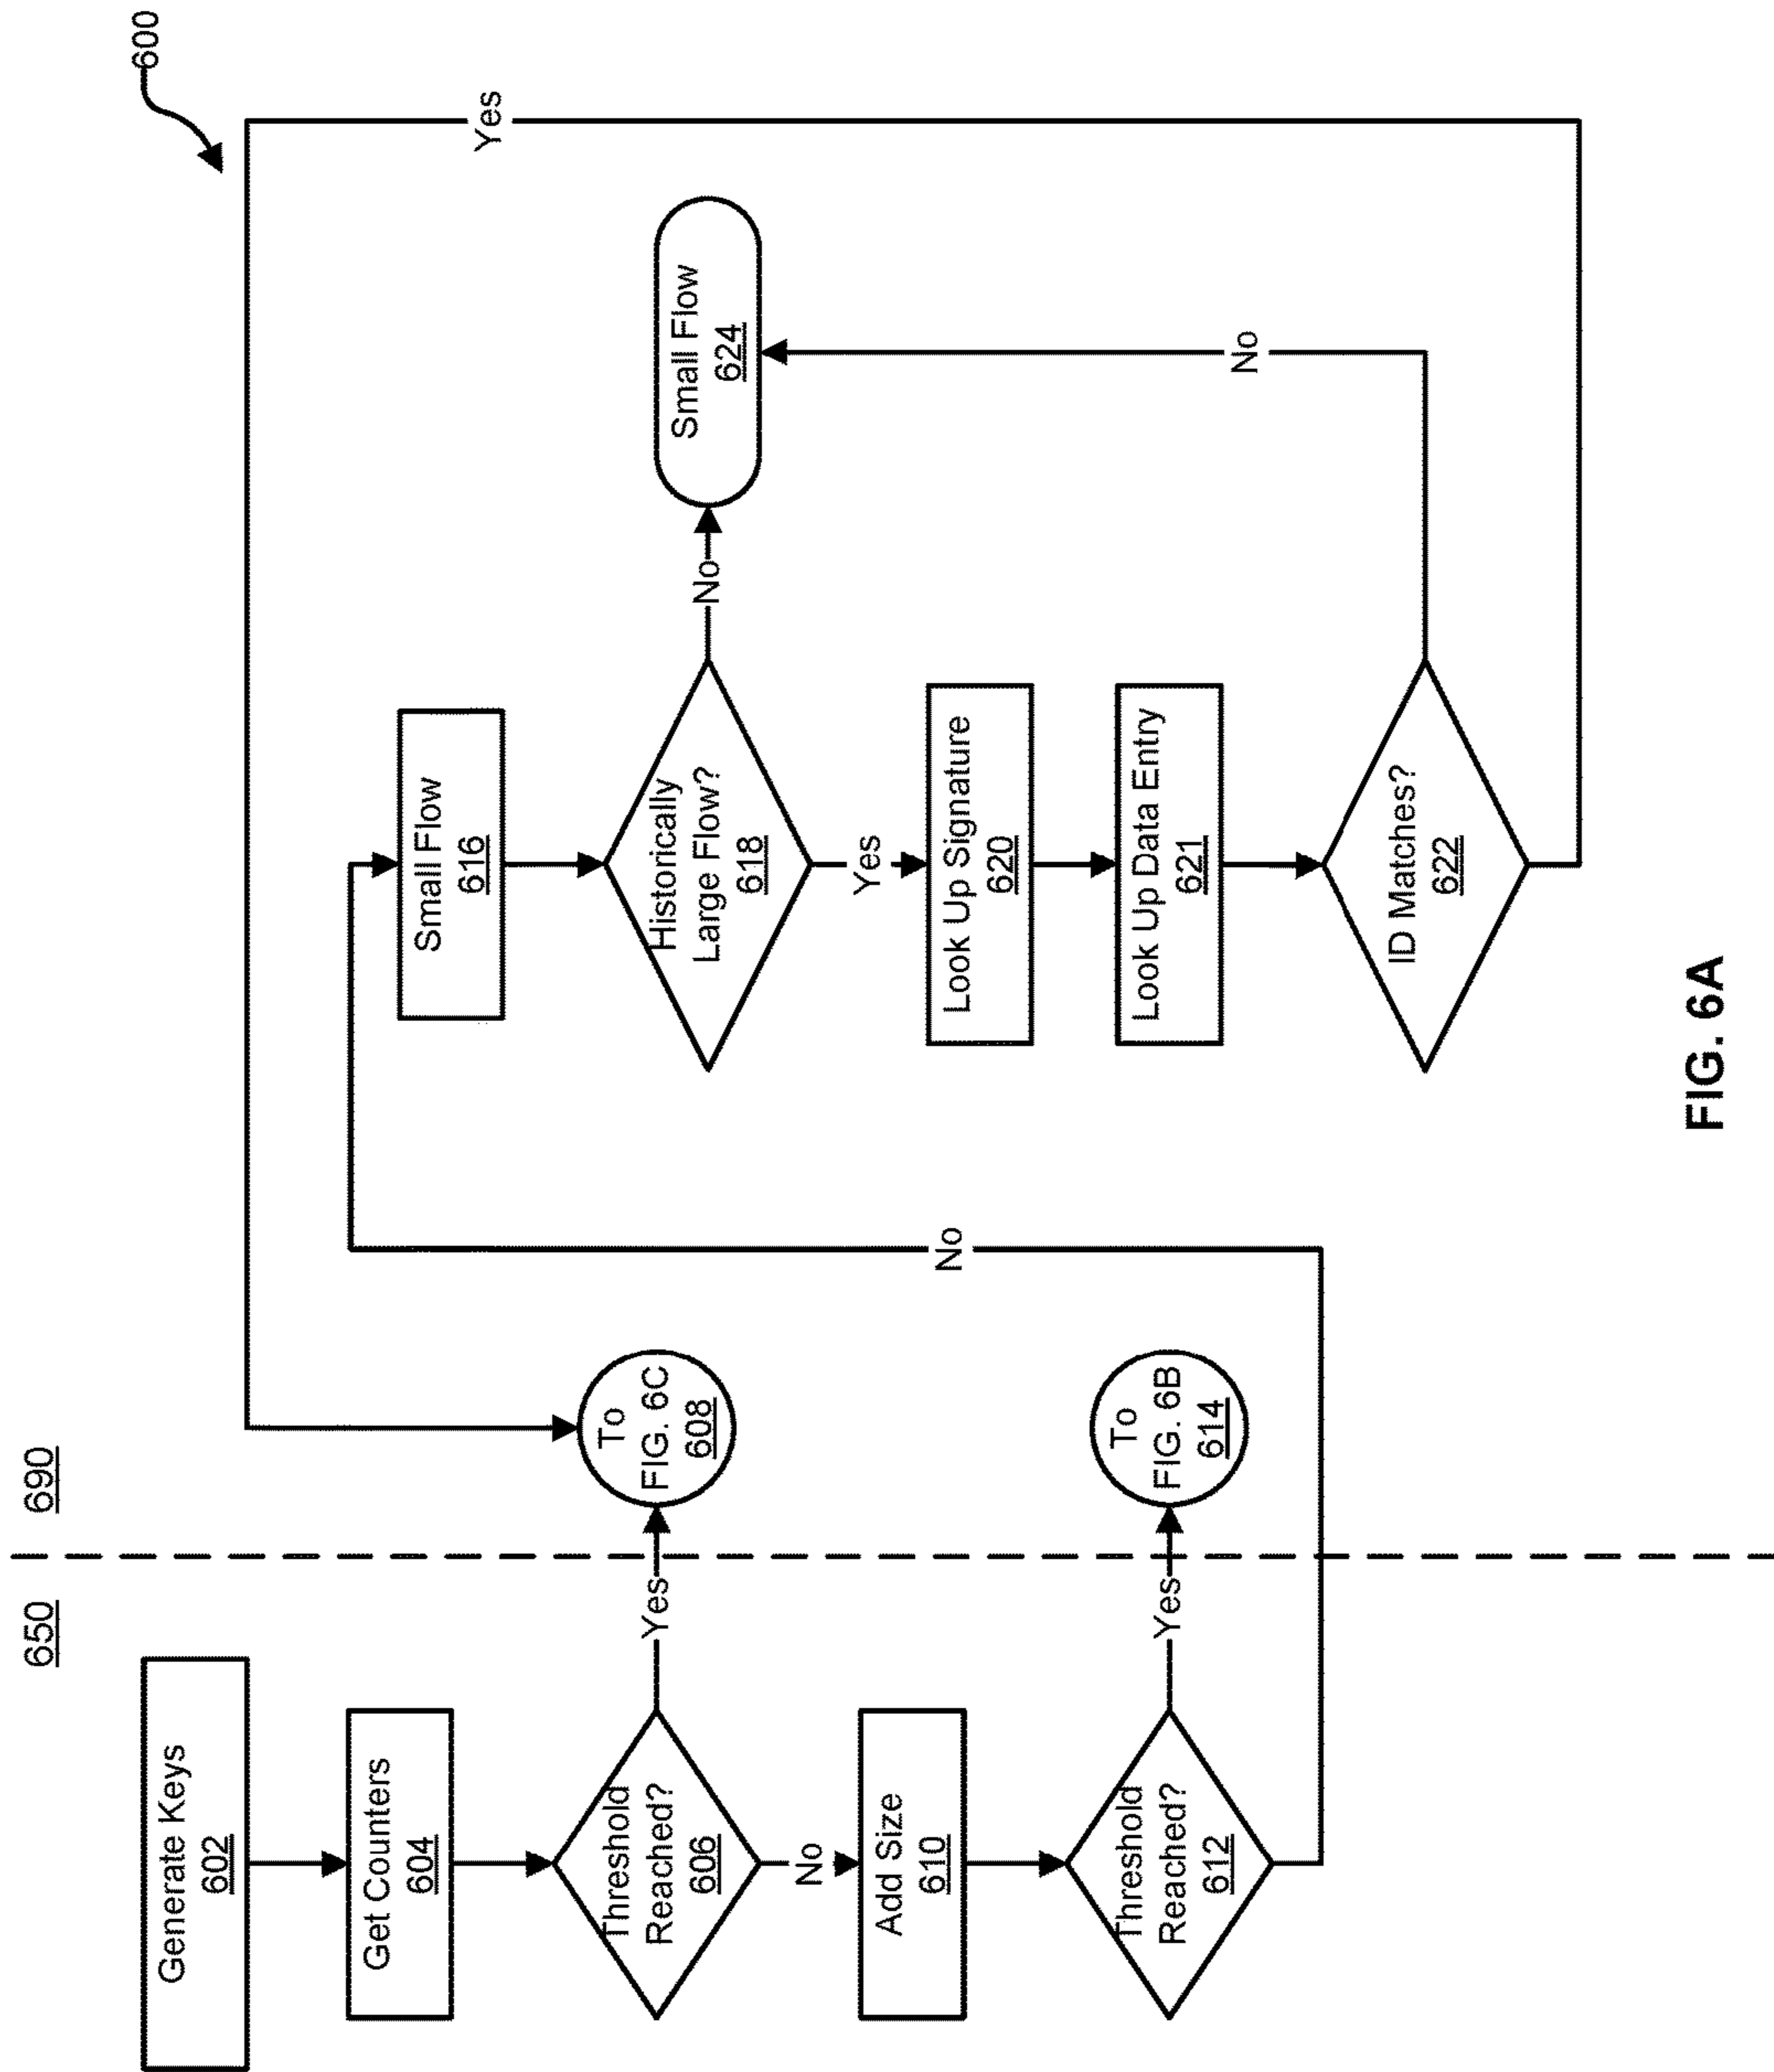 600
650
690
Generate Keys
602
Get Counters
604
Threshold
Reached?
606
Yes
To
FIG. 6C
608
No
Add Size
610
Threshold
Reached?
612
Yes
To
FIG. 6B
614
No
Small Flow
616
Historically
Large Flow?
618
No
Small Flow
624
Yes
Look Up Signature
620
Look Up Data Entry
621
ID Matches?
622
No
Yes
FIG. 6A